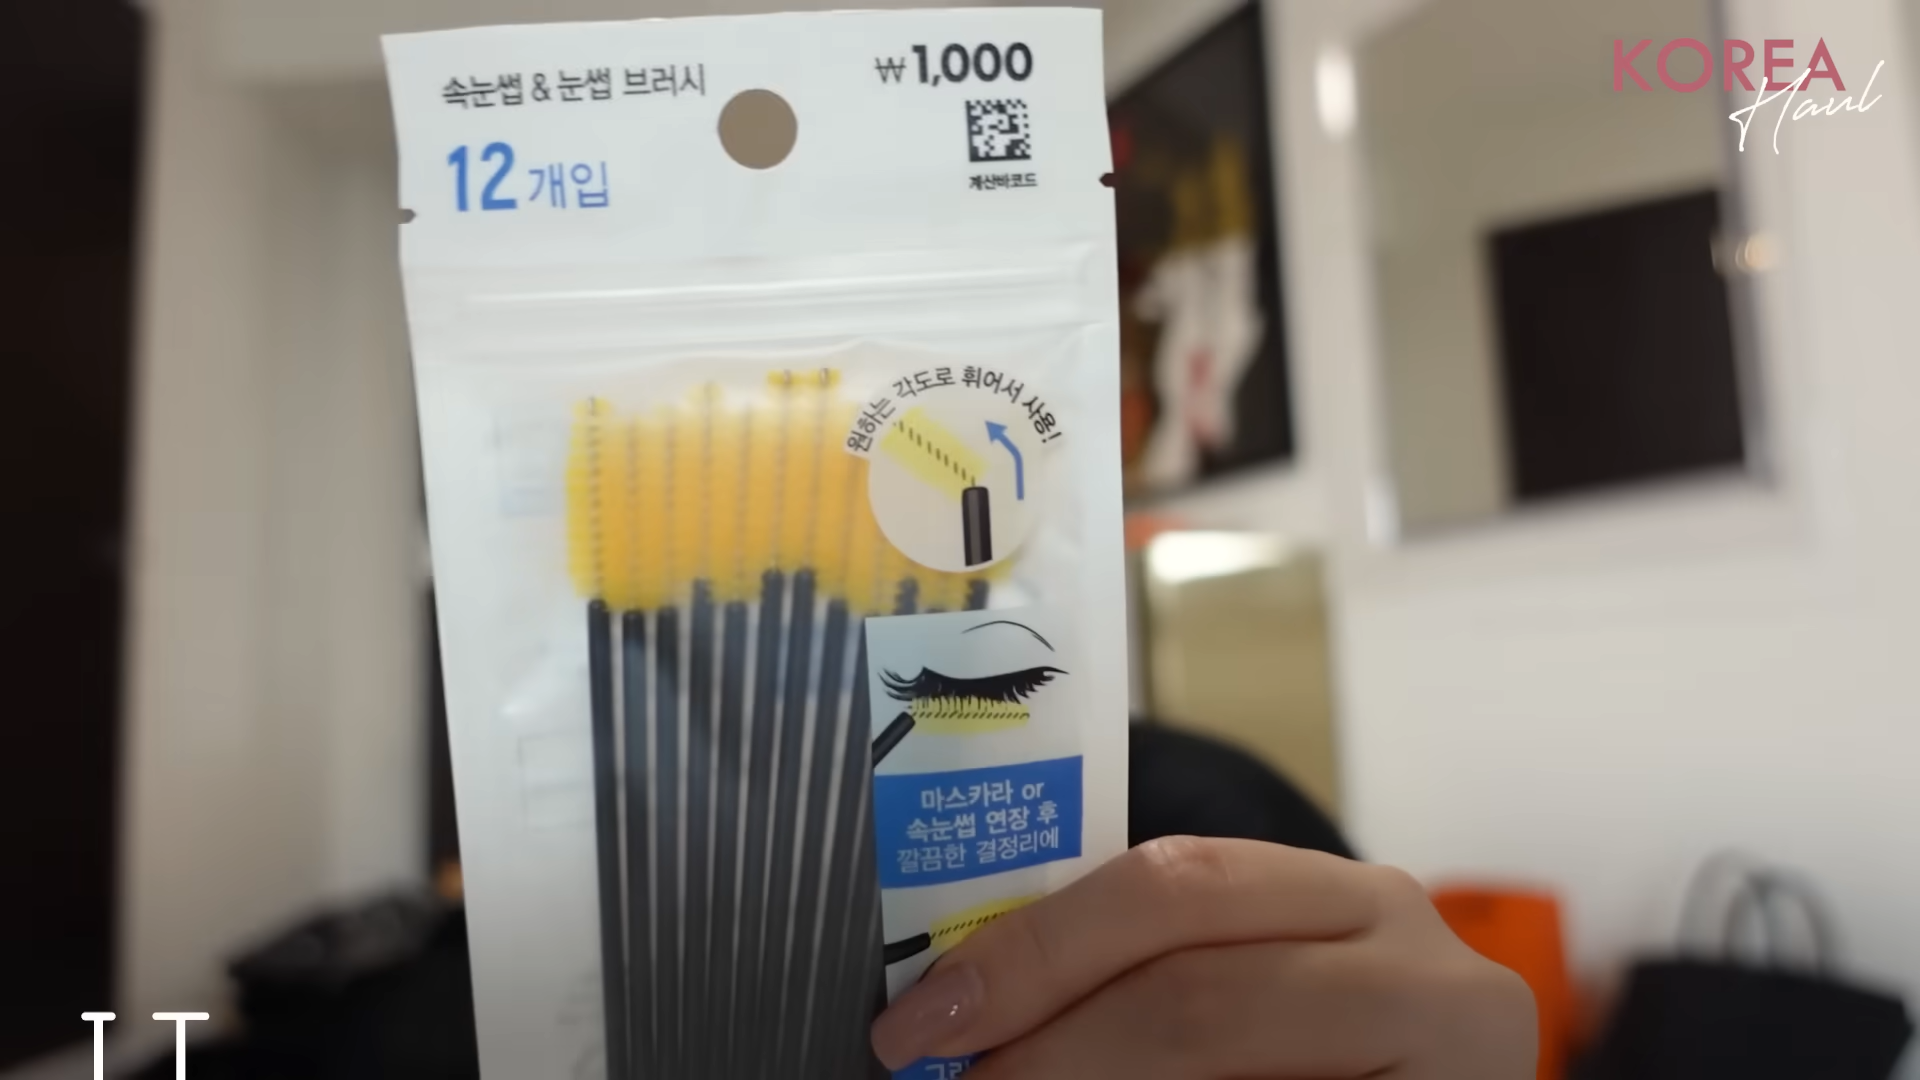 속눈썹 & 눈썹 브러시
₩1,000
12개입
계산바코드
KOREA
Haul
원하는 각도로 휘어서 사용!
마스카라 or
속눈썹 연장 후
깔끔한 결정리에